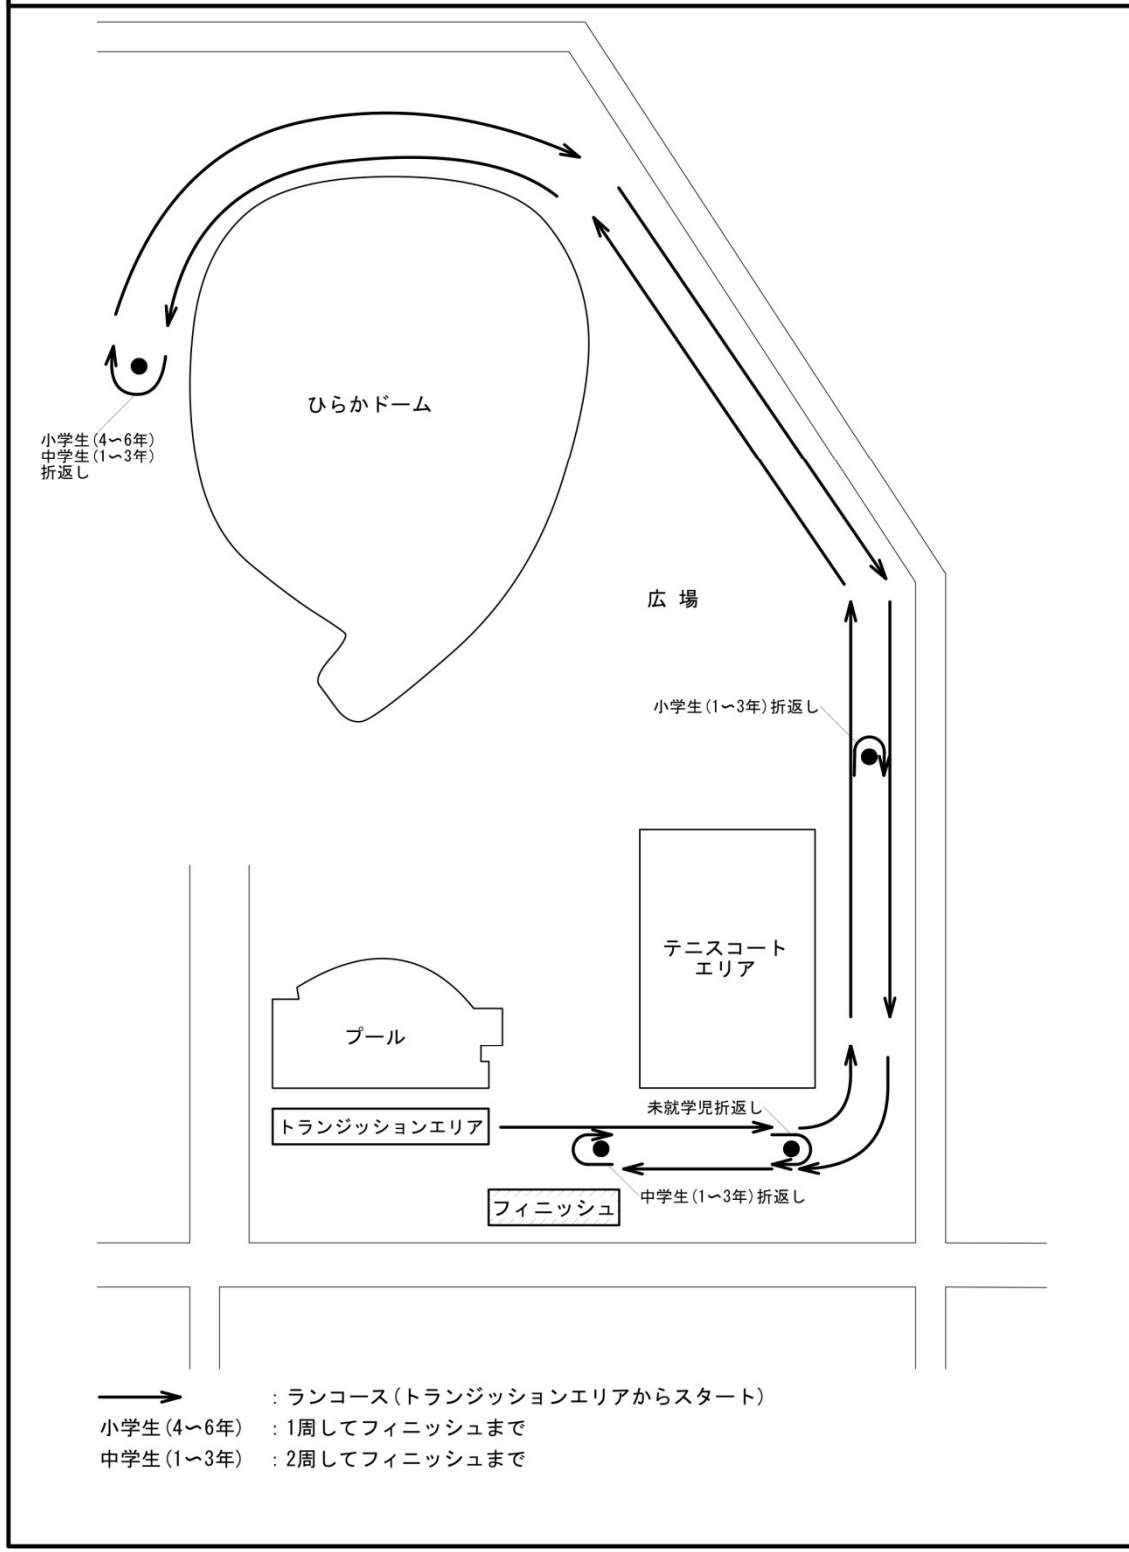 ひらかドーム
小学生(4〜6年)
中学生(1〜3年)
折返し
広 場
小学生(1〜3年)折返し
テニスコート
エリア
プール
未就学児折返し
トランジッションエリア
中学生(1〜3年)折返し
フィニッシュ
:ランコース(トランジッションエリアからスタート)
小学生(4〜6年) :1周してフィニッシュまで
中学生(1〜3年) :2周してフィニッシュまで